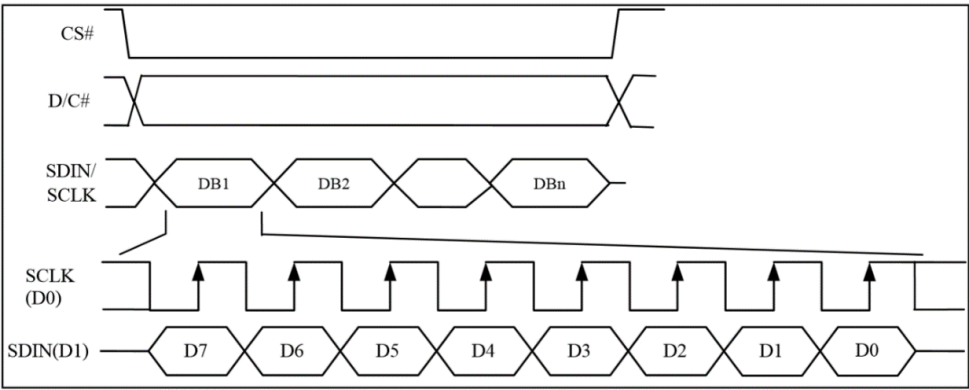 CS#
D/C#
SDIN/
SCLK
DB1 DB2 DBn
SCLK
(D0)
SDIN(D1) D7 D6 D5 D4 D3 D2 D1 D0